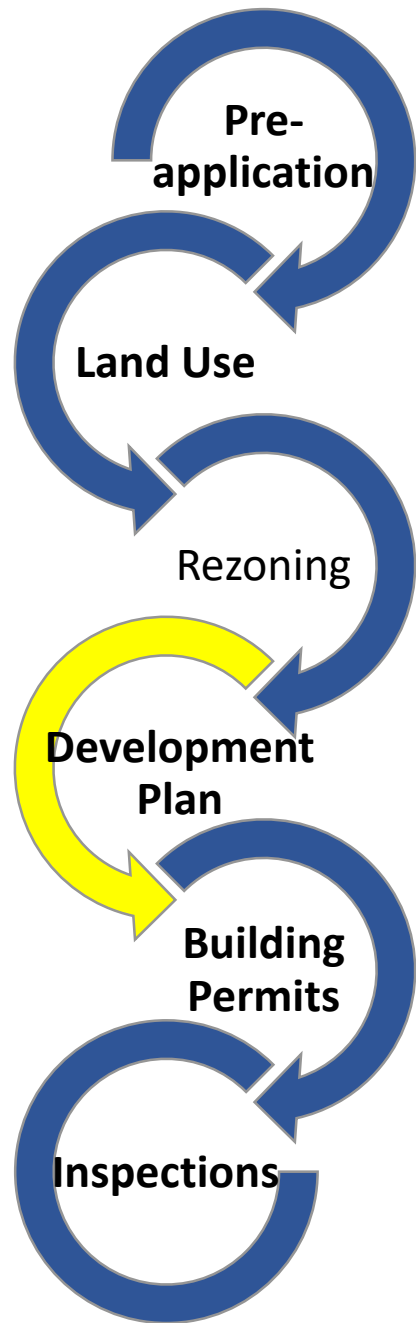 Pre-
application
Land Use
Rezoning
Development
Plan
Building
Permits
Inspections